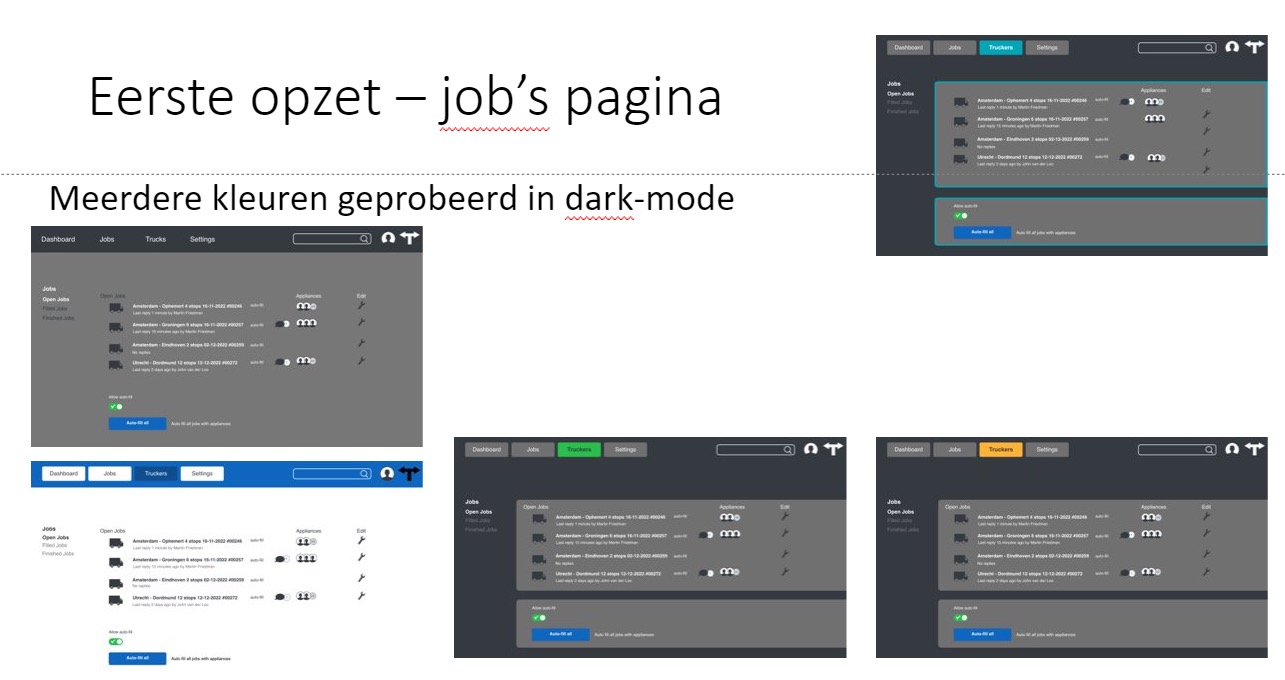 Eerste opzet – job's pagina
Meerdere kleuren geprobeerd in dark-mode
Dashboard Jobs Truckers Settings
Jobs
Open Jobs
Filled Jobs
Finished Jobs
Appliances Edit
Amsterdam - Ophemert 4 stops 16-11-2022 #00246 auto-fill
Last reply 1 minute by Martin Friedman
Amsterdam - Groningen 6 stops 16-11-2022 #00257 auto-fill
Last reply 15 minutes ago by Martin Friedman
Amsterdam - Eindhoven 2 stops 02-12-2022 #00259
No replies
Utrecht - Dordmund 12 stops 12-12-2022 #00272 auto-fill
Last reply 2 days ago by John van der Loo
Allow auto-fill
Auto-fill all Auto-fill all jobs with appliances
Dashboard Jobs Trucks Settings
Jobs
Open Jobs
Filled Jobs
Finished Jobs
Open Jobs Appliances Edit
Amsterdam - Ophemert 4 stops 16-11-2022 #00246 auto-fill
Last reply 1 minute by Martin Friedman
Amsterdam - Groningen 6 stops 16-11-2022 #00257 auto-fill
Last reply 15 minutes ago by Martin Friedman
Amsterdam - Eindhoven 2 stops 02-12-2022 #00259 auto-fill
No replies
Utrecht - Dordmund 12 stops 12-12-2022 #00272 auto-fill
Last reply 2 days ago by John van der Loo
Allow auto-fill
Auto-fill all Auto-fill all jobs with appliances
Dashboard Jobs Truckers Settings
Jobs
Open Jobs
Filled Jobs
Finished Jobs
Open Jobs Appliances Edit
Amsterdam - Ophemert 4 stops 16-11-2022 #00246 auto-fill
Last reply 1 minute by Martin Friedman
Amsterdam - Groningen 6 stops 16-11-2022 #00257 auto-fill
Last reply 15 minutes ago by Martin Friedman
Amsterdam - Eindhoven 2 stops 02-12-2022 #00259 auto-fill
No replies
Utrecht - Dordmund 12 stops 12-12-2022 #00272 auto-fill
Last reply 2 days ago by John van der Loo
Allow auto-fill
Auto-fill all Auto-fill all jobs with appliances
Dashboard Jobs Truckers Settings
Jobs
Open Jobs
Filled Jobs
Finished Jobs
Open Jobs Appliances Edit
Amsterdam - Ophemert 4 stops 16-11-2022 #00246 auto-fill
Last reply 1 minute by Martin Friedman
Amsterdam - Groningen 6 stops 16-11-2022 #00257 auto-fill
Last reply 15 minutes ago by Martin Friedman
Amsterdam - Eindhoven 2 stops 02-12-2022 #00259 auto-fill
No replies
Utrecht - Dordmund 12 stops 12-12-2022 #00272 auto-fill
Last reply 2 days ago by John van der Loo
Allow auto-fill
Auto-fill all Auto-fill all jobs with appliances
Dashboard Jobs Truckers Settings
Jobs
Open Jobs
Filled Jobs
Finished Jobs
Open Jobs Appliances Edit
Amsterdam - Ophemert 4 stops 16-11-2022 #00246 auto-fill
Last reply 1 minute by Martin Friedman
Amsterdam - Groningen 6 stops 16-11-2022 #00257 auto-fill
Last reply 15 minutes ago by Martin Friedman
Amsterdam - Eindhoven 2 stops 02-12-2022 #00259 auto-fill
No replies
Utrecht - Dordmund 12 stops 12-12-2022 #00272 auto-fill
Last reply 2 days ago by John van der Loo
Allow auto-fill
Auto-fill all Auto-fill all jobs with appliances